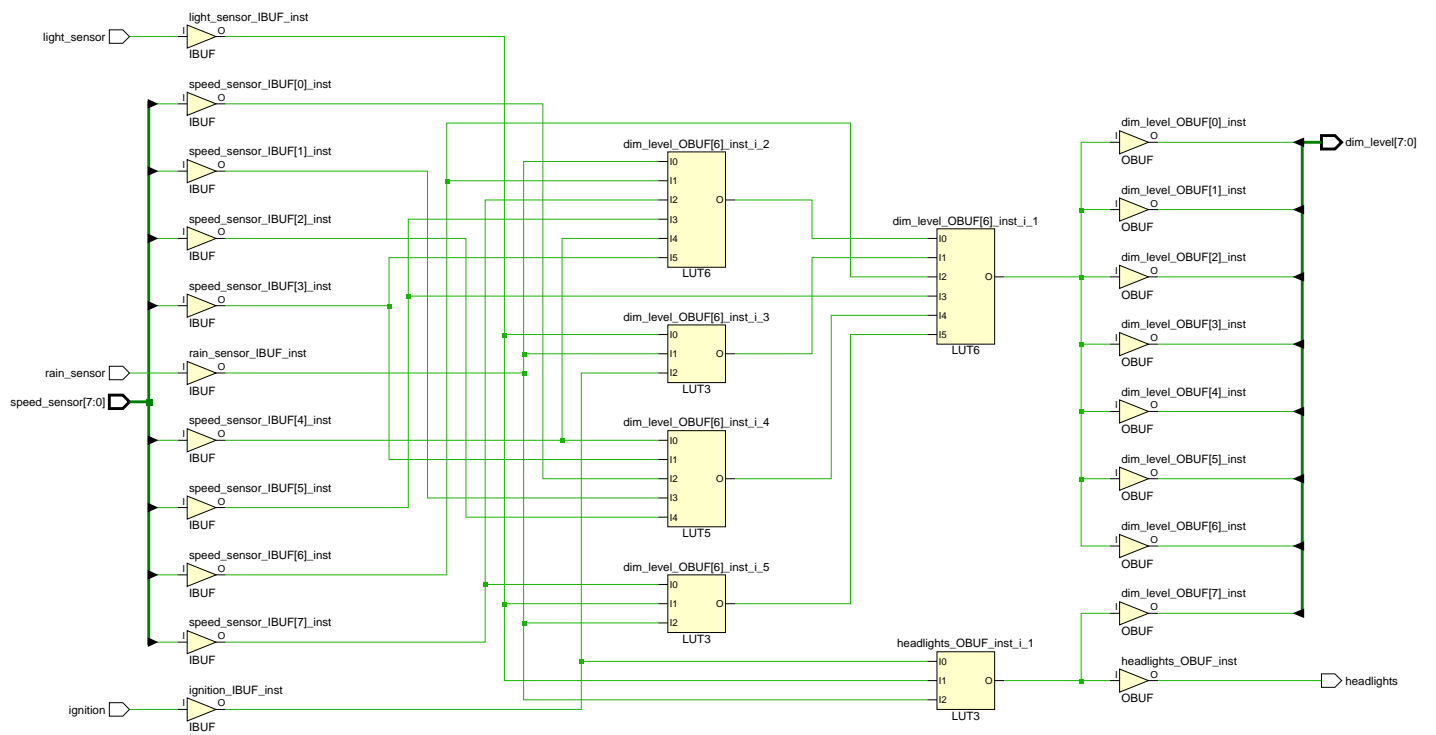 light_sensor_IBUF_inst
light_sensor
I
O
IBUF
speed_sensor_IBUF[0]_inst
I
O
IBUF
speed_sensor_IBUF[1]_inst
I
O
IBUF
speed_sensor_IBUF[2]_inst
I
O
IBUF
speed_sensor_IBUF[3]_inst
I
O
IBUF
rain_sensor_IBUF_inst
rain_sensor
I
O
IBUF
speed_sensor[7:0]
speed_sensor_IBUF[4]_inst
I
O
IBUF
speed_sensor_IBUF[5]_inst
I
O
IBUF
speed_sensor_IBUF[6]_inst
I
O
IBUF
speed_sensor_IBUF[7]_inst
I
O
IBUF
ignition_IBUF_inst
ignition
I
O
IBUF
dim_level_OBUF[6]_inst_i_2
I0
I1
I2
I3
I4
I5
O
LUT6
dim_level_OBUF[6]_inst_i_3
I0
I1
I2
O
LUT3
dim_level_OBUF[6]_inst_i_4
I0
I1
I2
I3
I4
O
LUT5
dim_level_OBUF[6]_inst_i_5
I0
I1
I2
O
LUT3
dim_level_OBUF[6]_inst_i_1
I0
I1
I2
I3
I4
I5
O
LUT6
headlights_OBUF_inst_i_1
I0
I1
I2
O
LUT3
dim_level_OBUF[0]_inst
I
O
OBUF
dim_level[7:0]
dim_level_OBUF[1]_inst
I
O
OBUF
dim_level_OBUF[2]_inst
I
O
OBUF
dim_level_OBUF[3]_inst
I
O
OBUF
dim_level_OBUF[4]_inst
I
O
OBUF
dim_level_OBUF[5]_inst
I
O
OBUF
dim_level_OBUF[6]_inst
I
O
OBUF
dim_level_OBUF[7]_inst
I
O
OBUF
headlights_OBUF_inst
I
O
OBUF
headlights